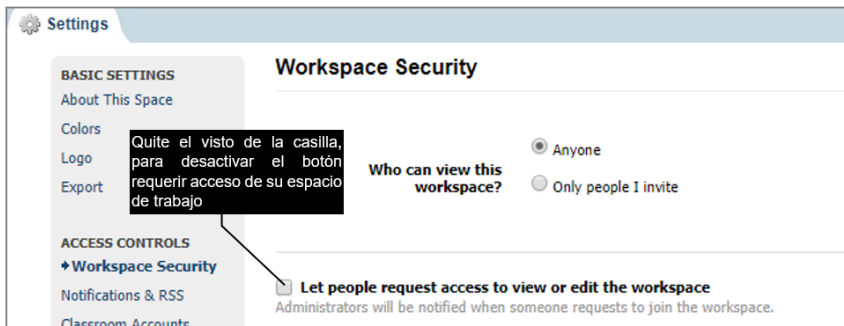 Settings
BASIC SETTINGS
About This Space
Colors
Logo
Export
ACCESS CONTROLS
Workspace Security
Notifications & RSS
Classroom Accounts
Quite el visto de la casilla,
para desactivar el botón
requerir acceso de su espacio
de trabajo
Workspace Security
Who can view this
workspace?
Anyone
Only people I invite
Let people request access to view or edit the workspace
Administrators will be notified when someone requests to join the workspace.